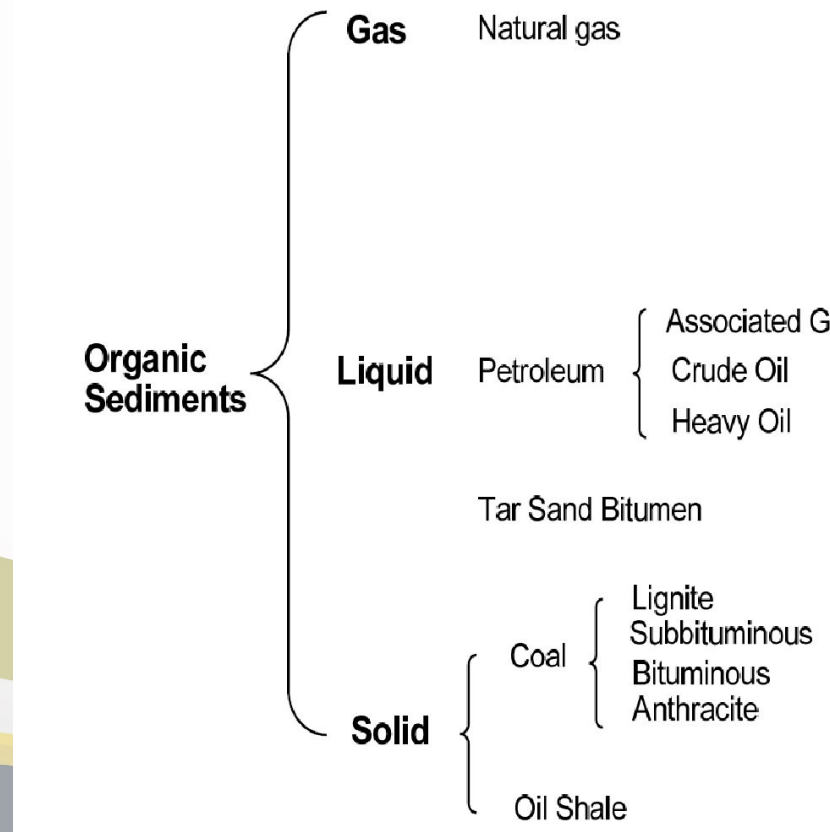 Gas Natural gas
Organic
Sediments
Liquid Petroleum
Associated G
Crude Oil
Heavy Oil
Tar Sand Bitumen
Solid
Coal
Lignite
Subbituminous
Bituminous
Anthracite
Oil Shale